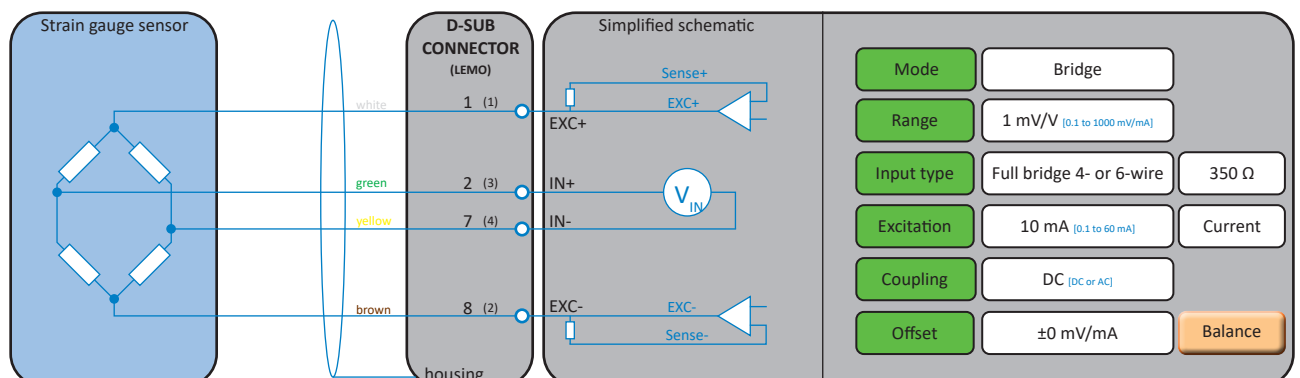 Strain gauge sensor
D-SUB
CONNECTOR
(LEMO)
Simplified schematic
white
1 (1)
EXC+
Sense+
EXC+
green
2 (3)
IN+
yellow
7 (4)
IN-
V IN
brown
8 (2)
EXC-
EXC-
Sense-
housing
Mode
Bridge
Range
1 mV/V [0.1 to 1000 mV/mA]
Input type
Full bridge 4- or 6-wire
350 Ω
Excitation
10 mA [0.1 to 60 mA]
Current
Coupling
DC [DC or AC]
Offset
±0 mV/mA
Balance